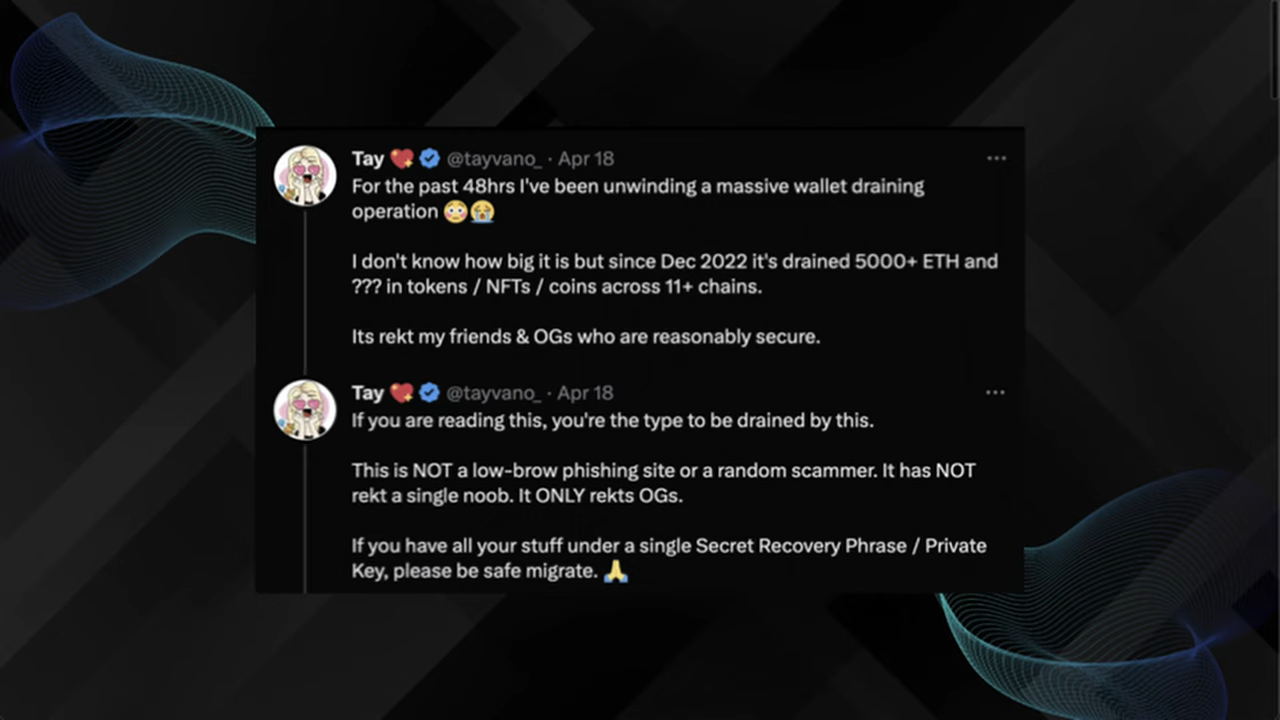 Tay 💖 @tayvano_ · Apr 18
For the past 48hrs I've been unwinding a massive wallet draining
operation 😳😭
I don't know how big it is but since Dec 2022 it's drained 5000+ ETH and
??? in tokens / NFTs / coins across 11+ chains.
Its rekt my friends & OGs who are reasonably secure.
Tay 💖 @tayvano_ · Apr 18
If you are reading this, you're the type to be drained by this.
This is NOT a low-brow phishing site or a random scammer. It has NOT
rekt a single noob. It ONLY rekts OGs.
If you have all your stuff under a single Secret Recovery Phrase / Private
Key, please be safe migrate. 🙏